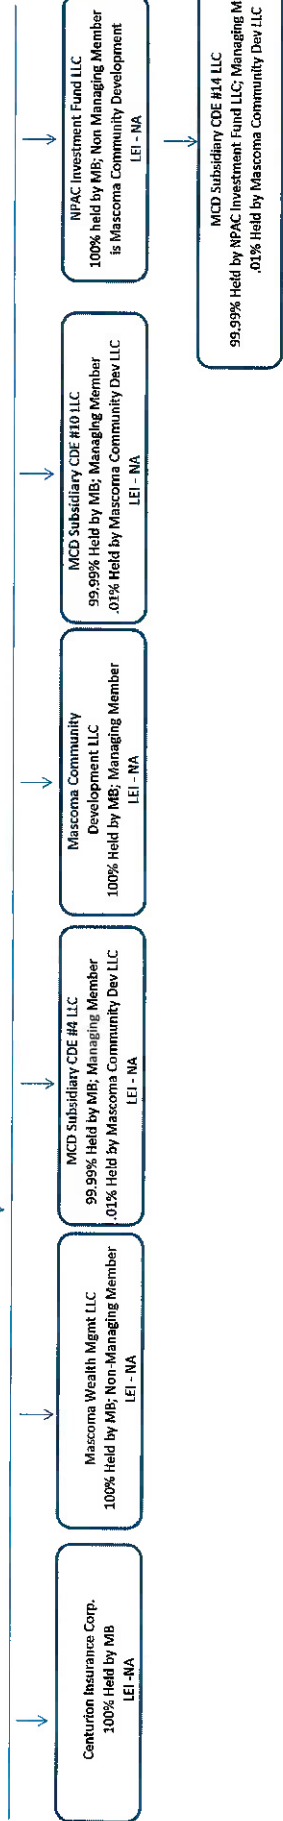 Centurion Insurance Corp.
100% Held by MB
LEI -NA
Mascoma Wealth Mgmt LLC
100% Held by MB; Non-Managing Member
LEI - NA
MCD Subsidiary CDE #4 LLC
99.99% Held by MB; Managing Member
.01% Held by Mascoma Community Dev LLC
LEI - NA
Mascoma Community
Development LLC
100% Held by MB; Managing Member
LEI - NA
MCD Subsidiary CDE #10 LLC
99.99% Held by MB; Managing Member
.01% Held by Mascoma Community Dev LLC
LEI - NA
NPAC Investment Fund LLC
100% held by MB; Non Managing Member
is Mascoma Community Development
LEI - NA
MCD Subsidiary CDE #14 LLC
99.99% Held by NPAC Investment Fund LLC; Managing M
.01% Held by Mascoma Community Dev LLC